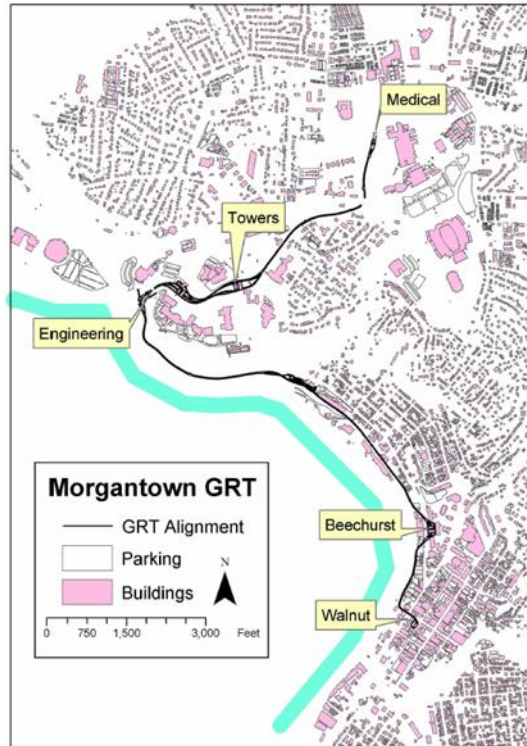 Medical
Towers
Engineering
Morgantown GRT
GRT Alignment
Parking
Buildings
N
0 750 1,500 3,000 Feet
Beechurst
Walnut